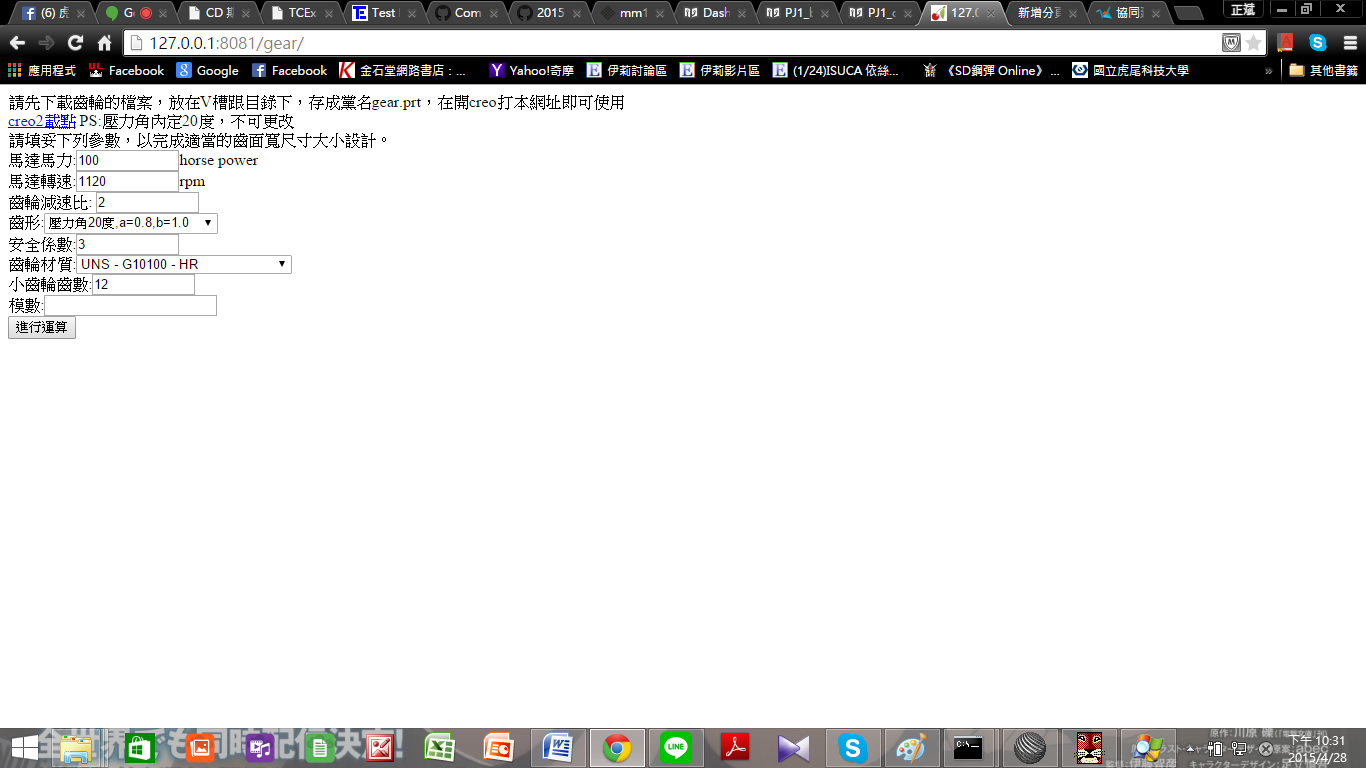 (6) 虎
CD 期
TCEx
Test
Com
2015
mm1
Dash
PJ1_
PJ1_c
127.0
新增分頁
協同
正斌
127.0.0.1:8081/gear/
應用程式
Facebook
Google
Facebook
金石堂網路書店：...
Yahoo!奇摩
伊莉討論區
伊莉影片區
(1/24)ISUCA 依絲...
《SD鋼彈 Online》 ...
國立虎尾科技大學
»
其他書籤
請先下載齒輪的檔案，放在V槽跟目錄下，存成黨名gear.prt，在開creo打本網址即可使用
creo2載點 PS:壓力角內定20度，不可更改
請填妥下列參數，以完成適當的齒面寬尺寸大小設計。
馬達馬力:100 horse power
馬達轉速:1120 rpm
齒輪減速比: 2
齒形:壓力角20度,a=0.8,b=1.0
安全係數:3
齒輪材質:UNS - G10100 - HR
小齒輪齒數:12
模數:
進行運算
下午 10:31
2015/4/28